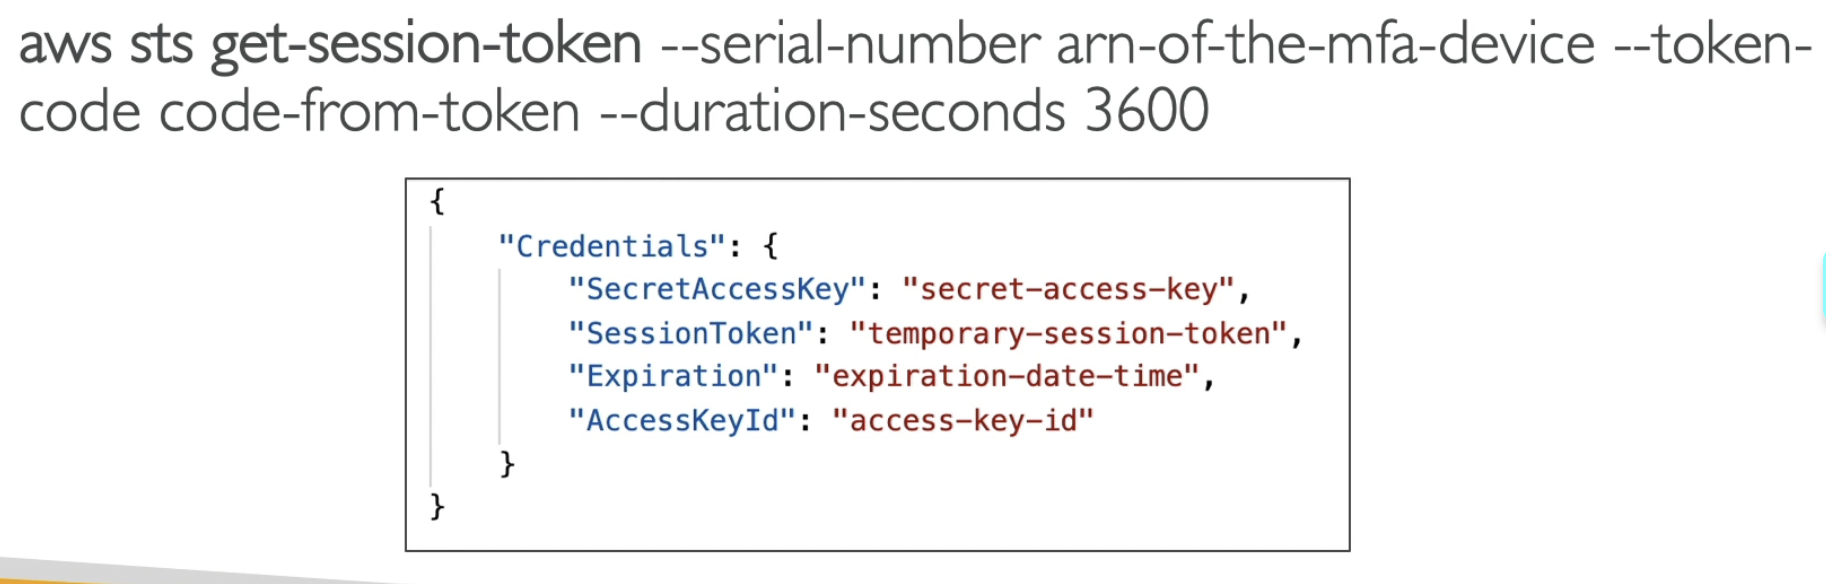 aws sts get-session-token --serial-number arn-of-the-mfa-device --token-
code code-from-token --duration-seconds 3600
{
"Credentials": {
"SecretAccessKey": "secret-access-key",
"SessionToken": "temporary-session-token",
"Expiration": "expiration-date-time",
"AccessKeyId": "access-key-id"
}
}